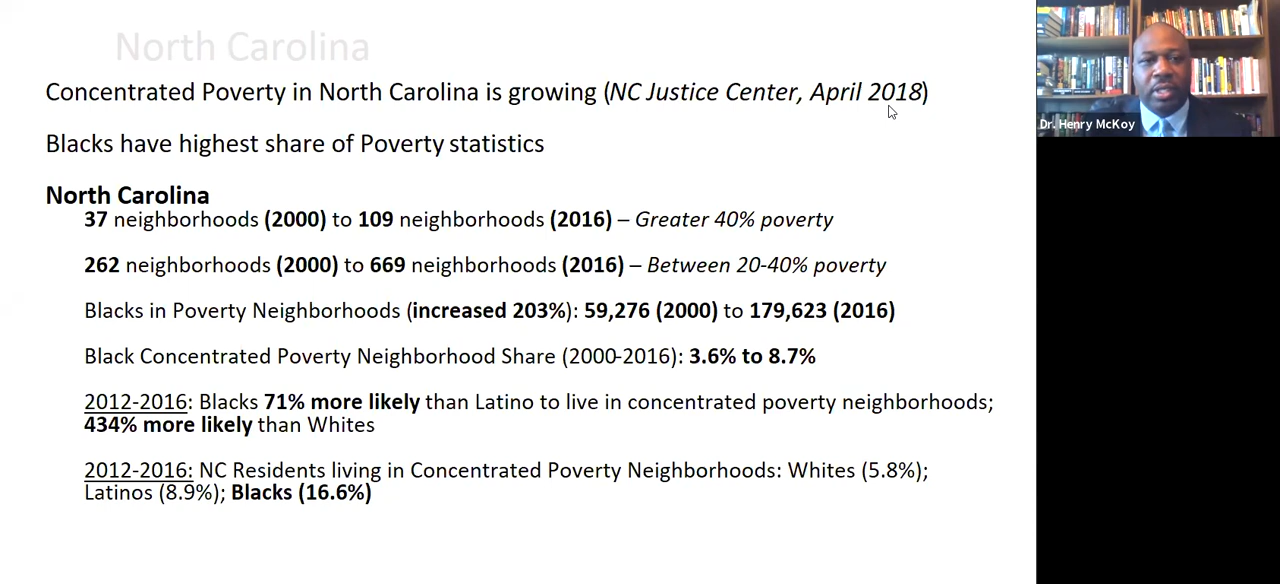 North Carolina
Concentrated Poverty in North Carolina is growing (NC Justice Center, April 2018)
Blacks have highest share of Poverty statistics
North Carolina
37 neighborhoods (2000) to 109 neighborhoods (2016) – Greater 40% poverty
262 neighborhoods (2000) to 669 neighborhoods (2016) – Between 20-40% poverty
Blacks in Poverty Neighborhoods (increased 203%): 59,276 (2000) to 179,623 (2016)
Black Concentrated Poverty Neighborhood Share (2000-2016): 3.6% to 8.7%
2012-2016: Blacks 71% more likely than Latino to live in concentrated poverty neighborhoods;
434% more likely than Whites
2012-2016: NC Residents living in Concentrated Poverty Neighborhoods: Whites (5.8%);
Latinos (8.9%); Blacks (16.6%)
Dr. Henry McKoy